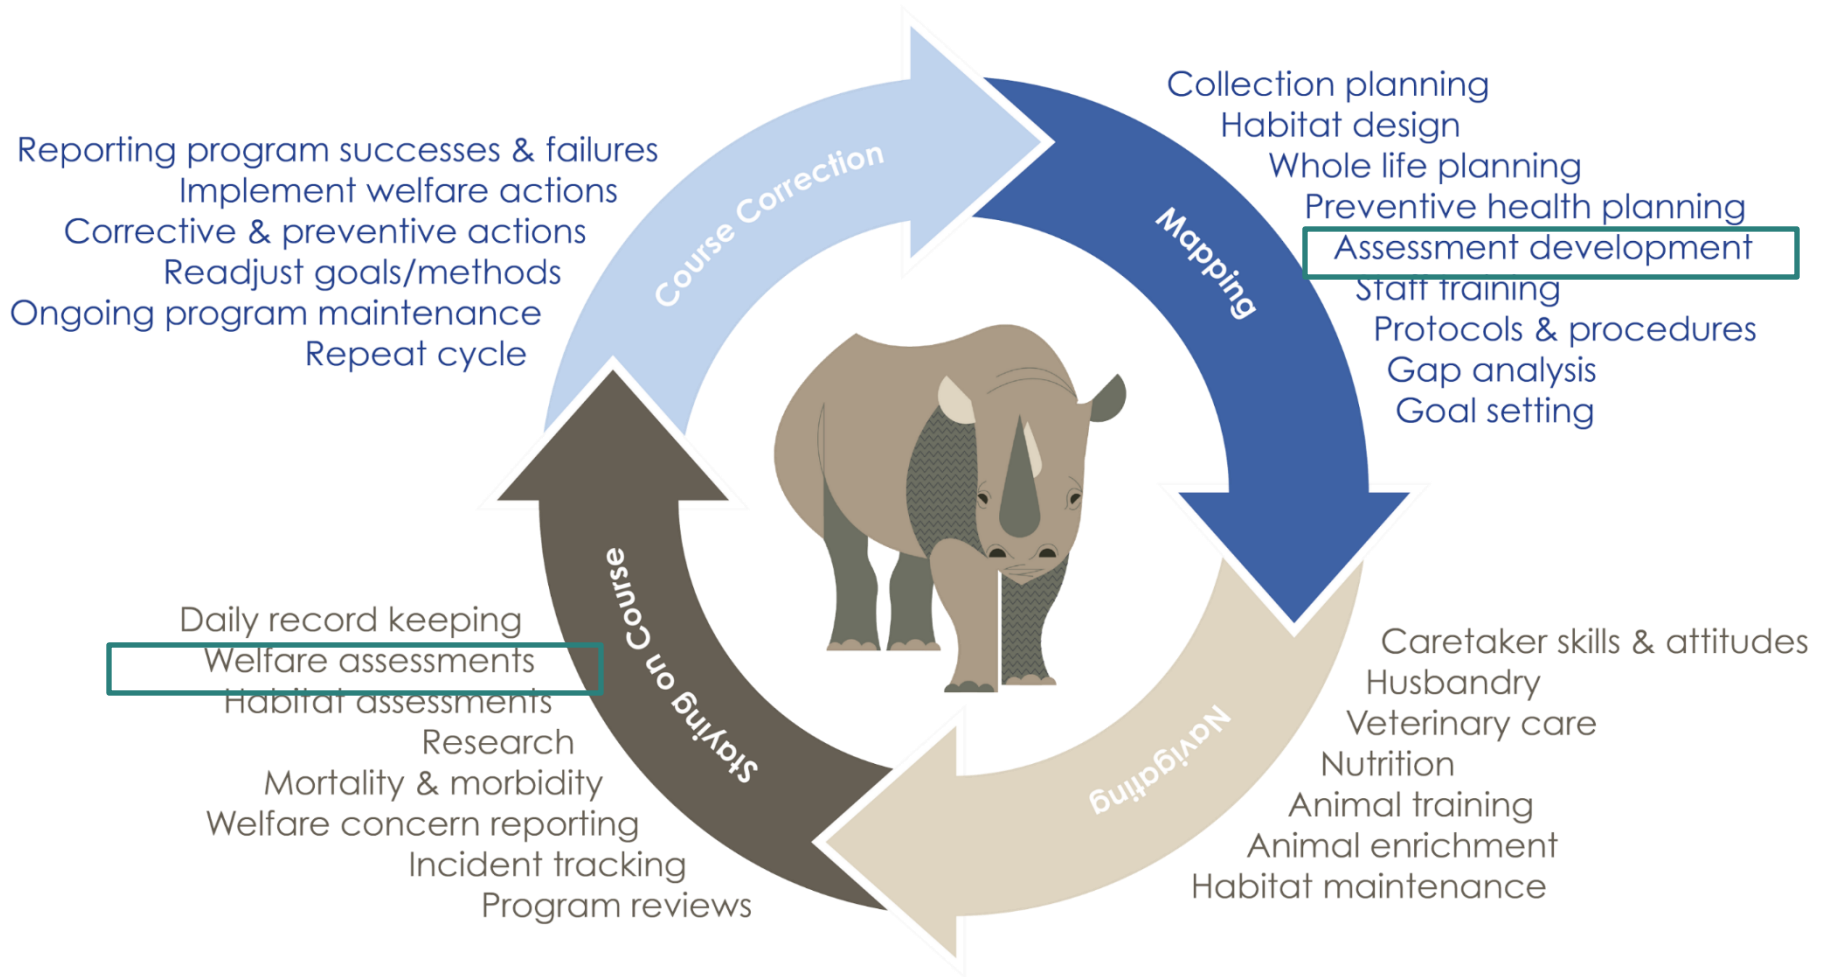 Course Correction
Reporting program successes & failures
Implement welfare actions
Corrective & preventive actions
Readjust goals/methods
Ongoing program maintenance
Repeat cycle
Mapping
Collection planning
Habitat design
Whole life planning
Preventive health planning
Assessment development
Staff training
Protocols & procedures
Gap analysis
Goal setting
Navigating
Caretaker skills & attitudes
Husbandry
Veterinary care
Nutrition
Animal training
Animal enrichment
Habitat maintenance
Staying on Course
Daily record keeping
Welfare assessments
Habitat assessments
Research
Mortality & morbidity
Welfare concern reporting
Incident tracking
Program reviews